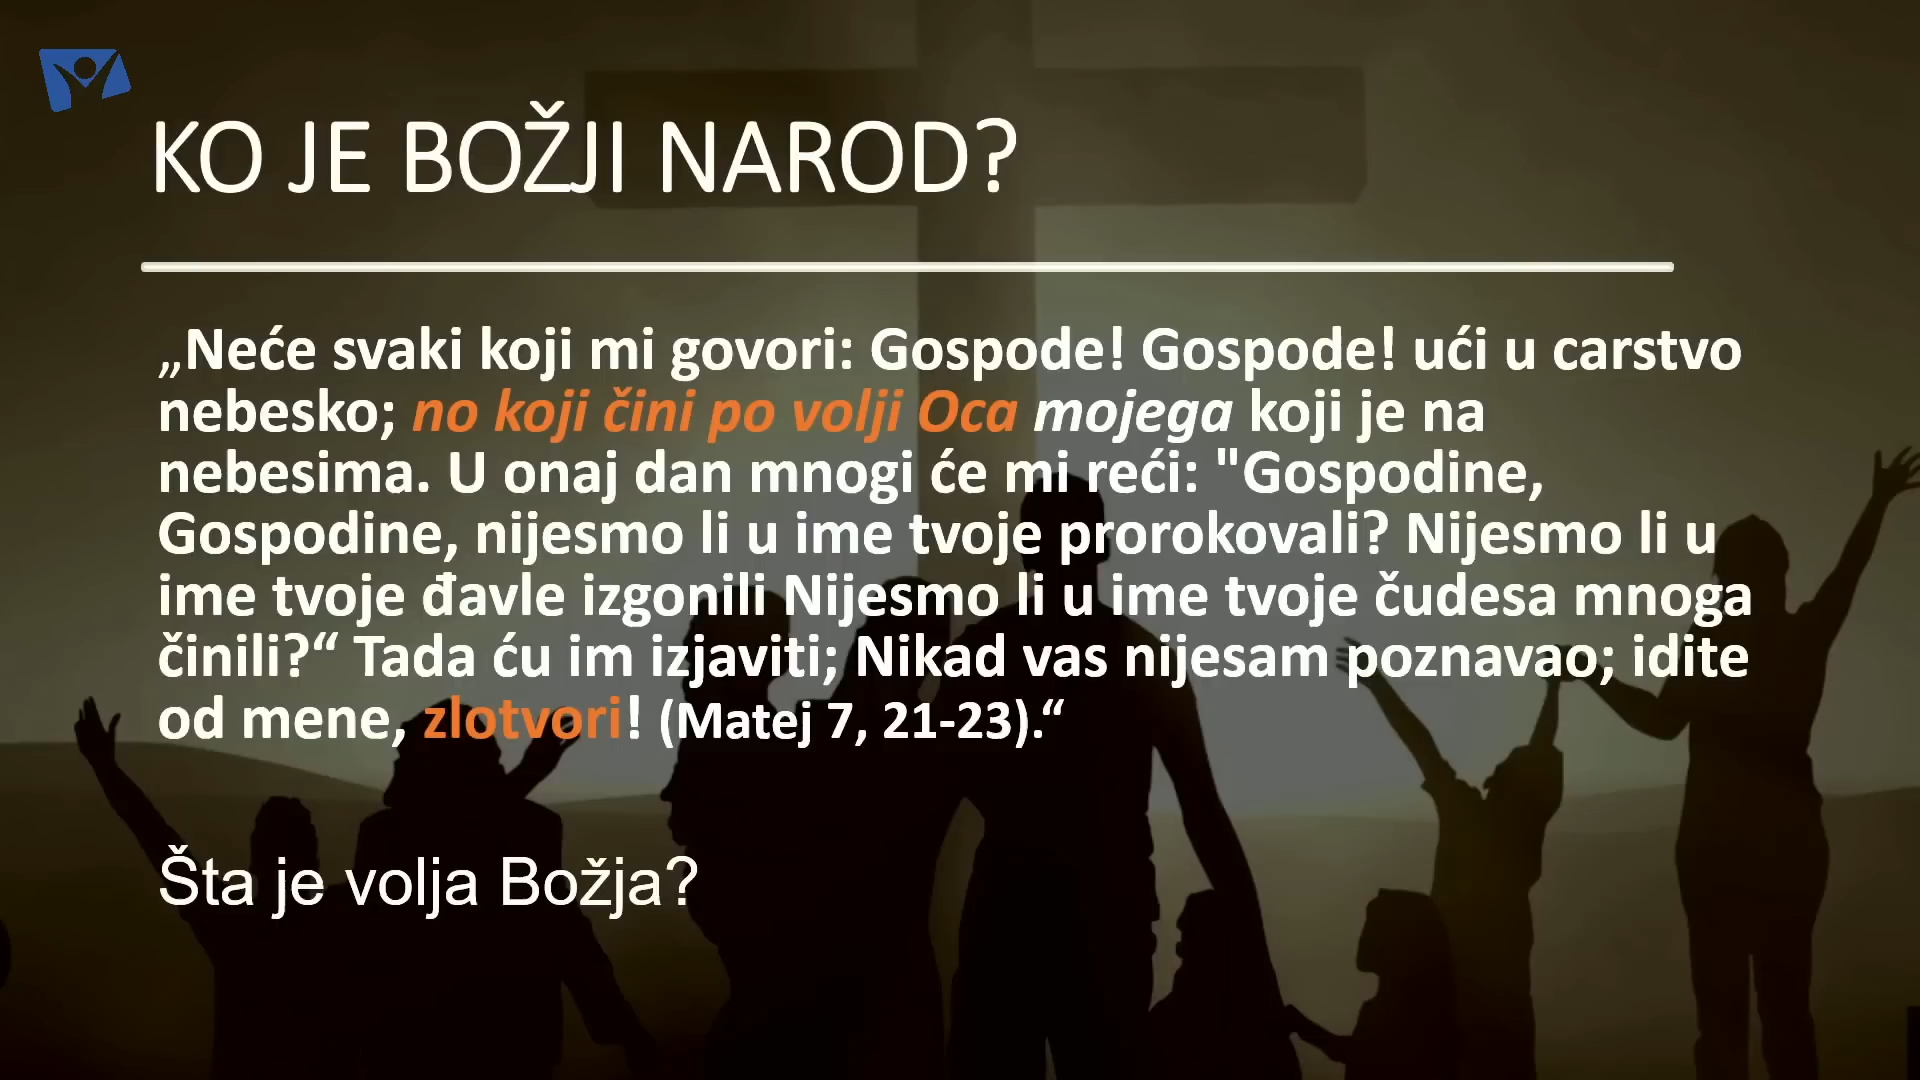 KO JE BOŽJI NAROD?
„Neće svaki koji mi govori: Gospode! Gospode! ući u carstvo
nebesko; no koji čini po volji Oca mojega koji je na
nebesima. U onaj dan mnogi će mi reći: "Gospodine,
Gospodine, nijesmo li u ime tvoje prorokovali? Nijesmo li u
ime tvoje đavle izgonili Nijesmo li u ime tvoje čudesa mnoga
činili?“ Tada ću im izjaviti; Nikad vas nijesam poznavao; idite
od mene, zlotvori! (Matej 7, 21-23).“
Šta je volja Božja?